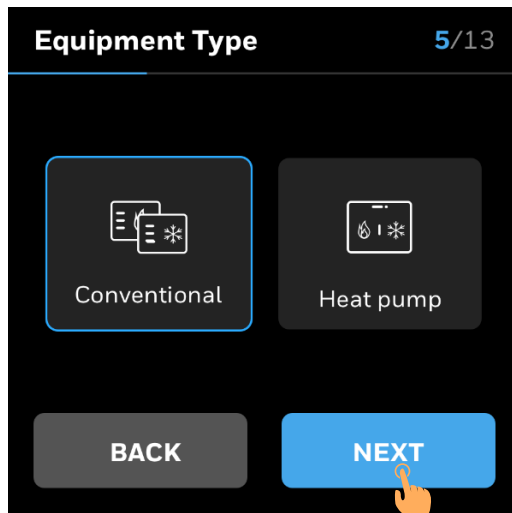 Equipment Type 5/13
Conventional
Heat pump
BACK
NEXT